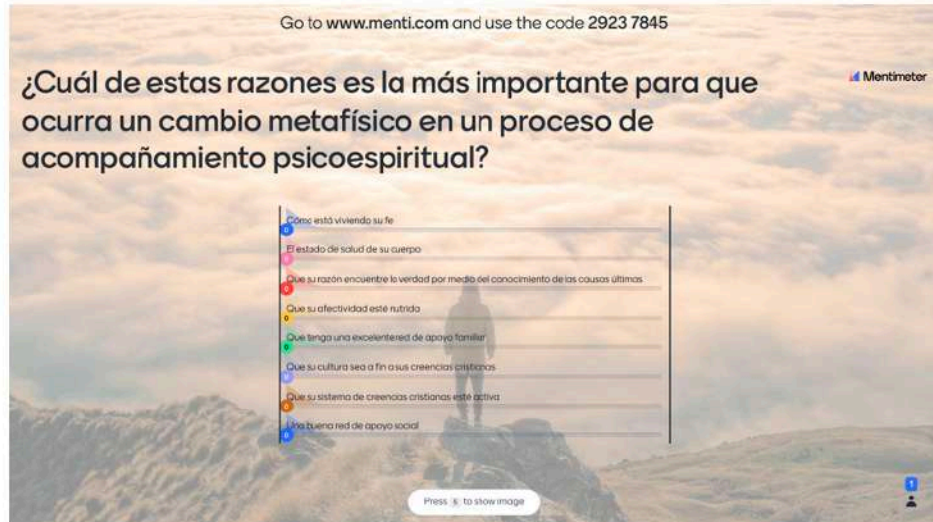 Go to www.menti.com and use the code 2923 7845
¿Cuál de estas razones es la más importante para que
ocurra un cambio metafísico en un proceso de
acompañamiento psicoespiritual?
Mentimeter
Cómo está viviendo su fe
0
El estado de salud de su cuerpo
0
Que su razón encuentre la verdad por medio del conocimiento de las causas últimas
0
Que su afectividad esté nutrida
0
Que tenga una excelente red de apoyo familiar
0
Que su cultura sea a fin a sus creencias cristianas
0
Que su sistema de creencias cristianas esté activa
0
Una buena red de apoyo social
0
Press S to show image
1